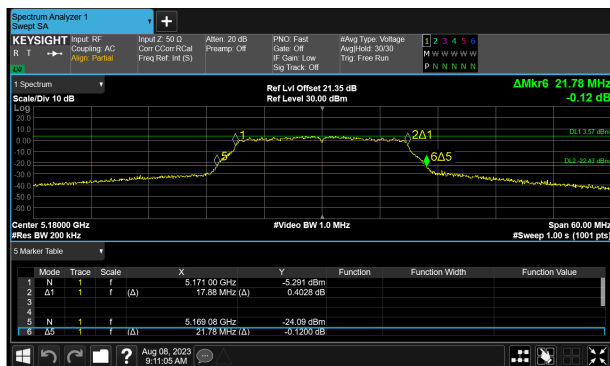 Spectrum Analyzer 1
Swept SA
KEYSIGHT Input: RF Input Z: 50 Ω Atten: 20 dB PNO: Fast #Avg Type: Voltage 1 2 3 4 5 6
R T Coupling: AC Corr CCorr RCal Preamp: Off Gate: Off Avg|Hold: 30/30 M W W W W W
Align: Partial Freq Ref: Int (S) IF Gain: Low Trig: Free Run P N N N N N
Sig Track: Off
1 Spectrum Ref Lvl Offset 21.35 dB ΔMkr6 21.78 MHz
Scale/Div 10 dB Ref Level 30.00 dBm -0.12 dB
Log
20.0
10.0 1 2Δ1 DL1 3.57 dBm
0.00
-10.0
-20.0 5 6Δ5 DL2 -22.43 dBm
-30.0
-40.0
-50.0
-60.0
Center 5.18000 GHz #Video BW 1.0 MHz Span 60.00 MHz
#Res BW 200 kHz #Sweep 1.00 s (1001 pts)
5 Marker Table
Mode Trace Scale X Y Function Function Width Function Value
1 N 1 f 5.171 00 GHz -5.291 dBm
2 Δ1 1 f (Δ) 17.88 MHz (Δ) 0.4028 dB
3
4
5 N 1 f 5.169 08 GHz -24.09 dBm
6 Δ5 1 f (Δ) 21.78 MHz (Δ) -0.1200 dB
? Aug 08, 2023
9:11:05 AM